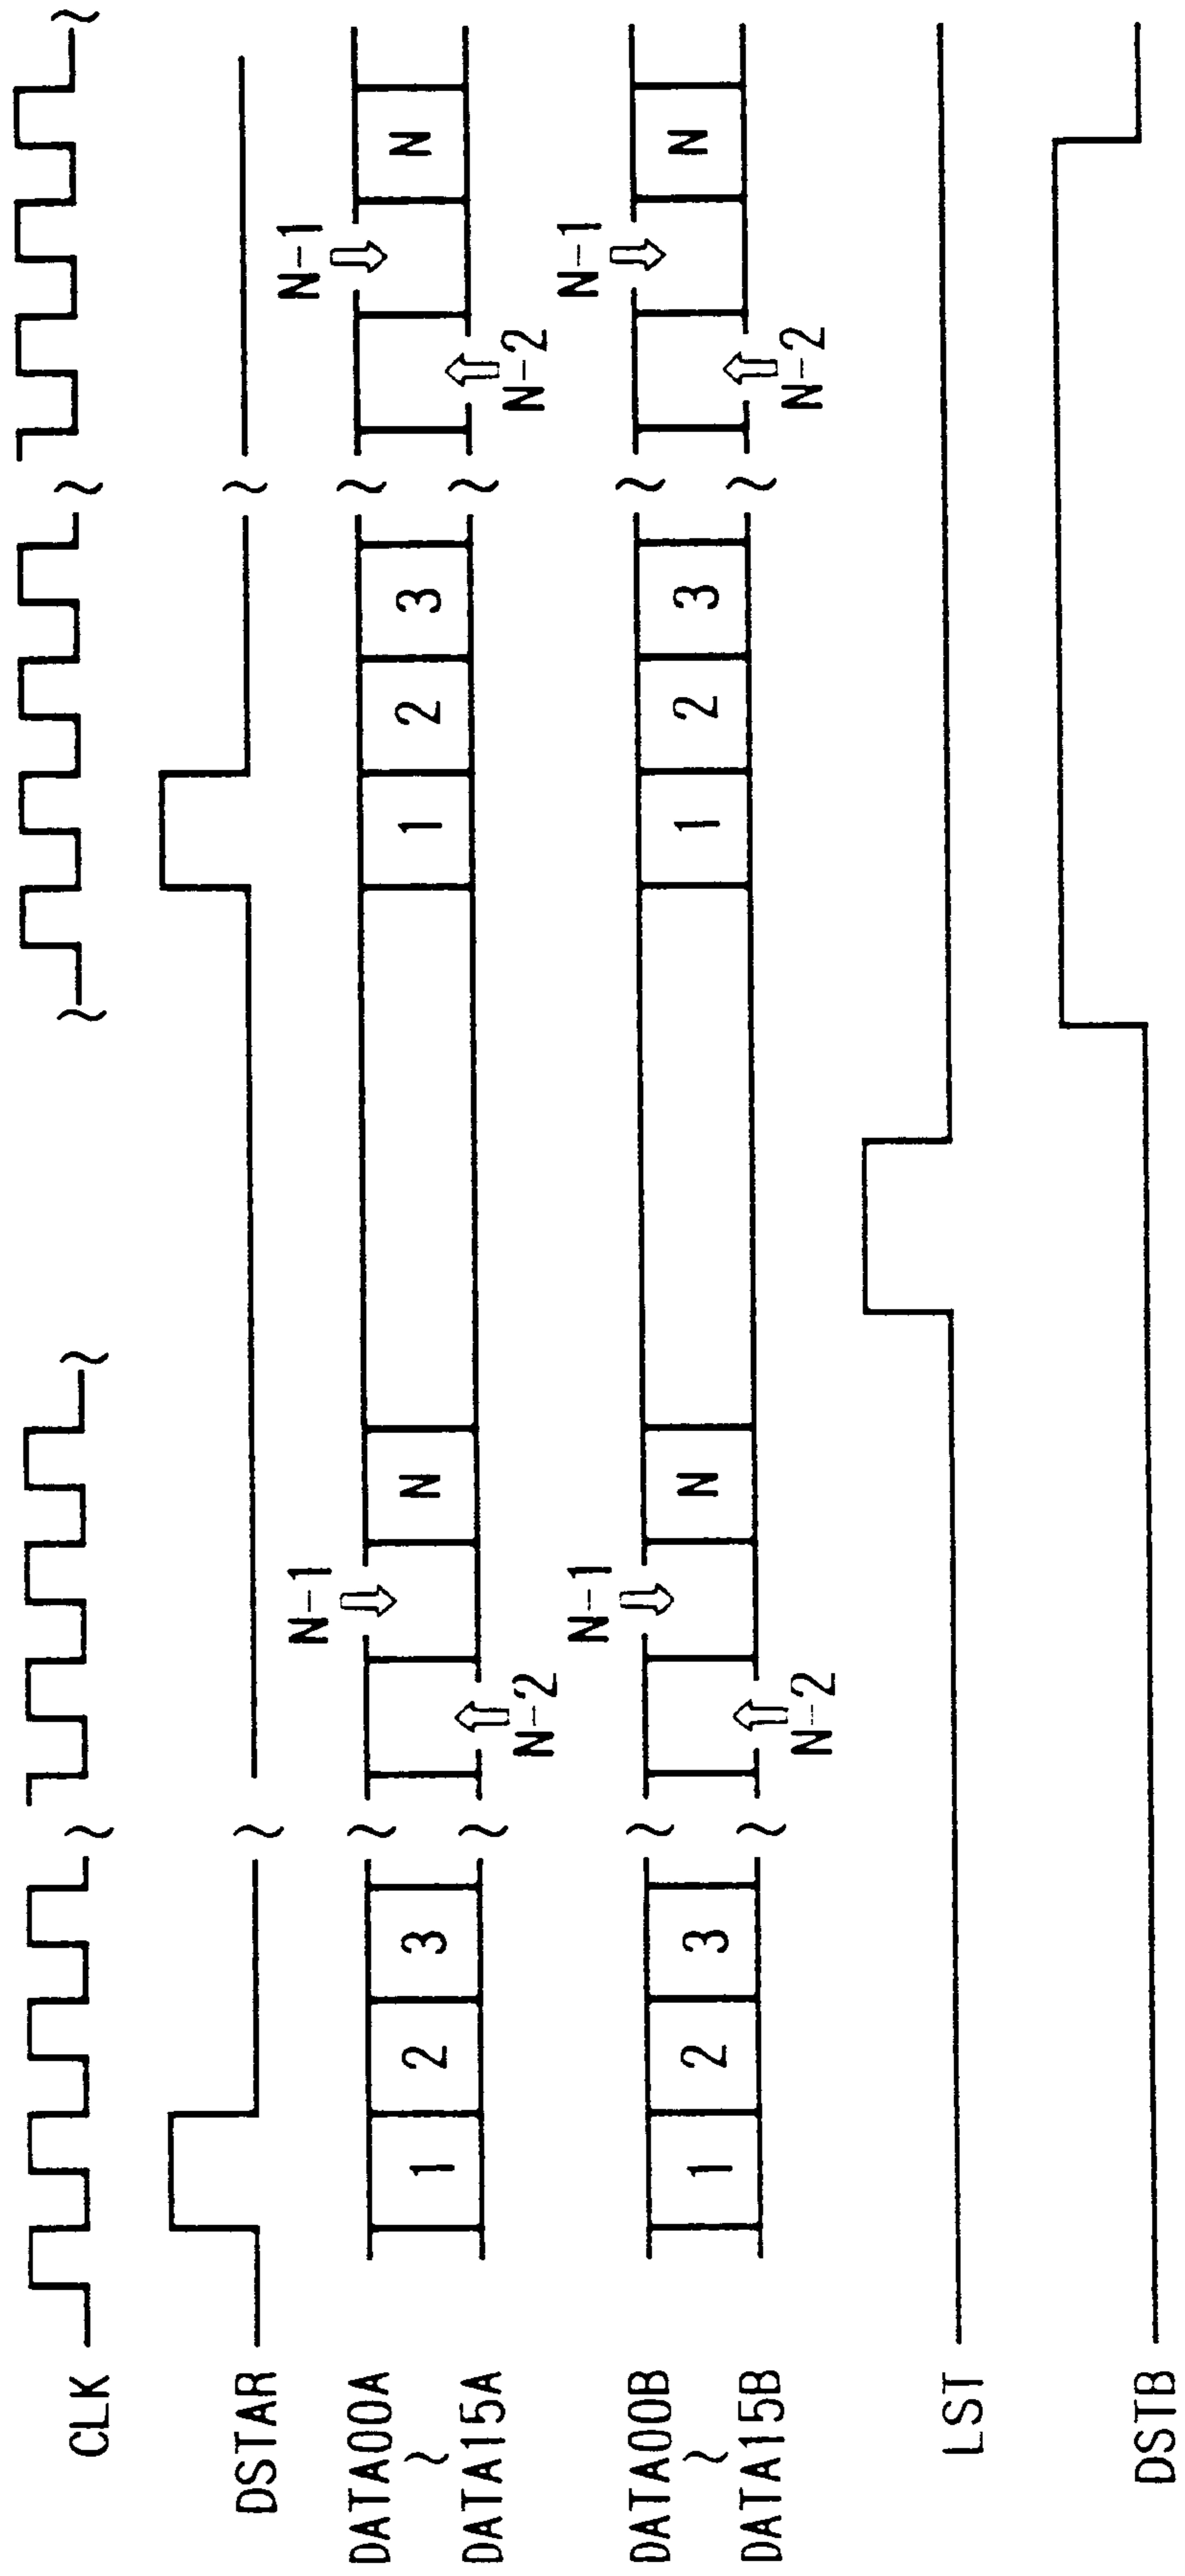 CLK
DSTAR
DATA00A
~
DATA15A
1 2 3 ~ N-2 N-1 N 1 2 3 ~ N-2 N-1 N
DATA00B
~
DATA15B
1 2 3 ~ N-2 N-1 N 1 2 3 ~ N-2 N-1 N
LST
DSTB